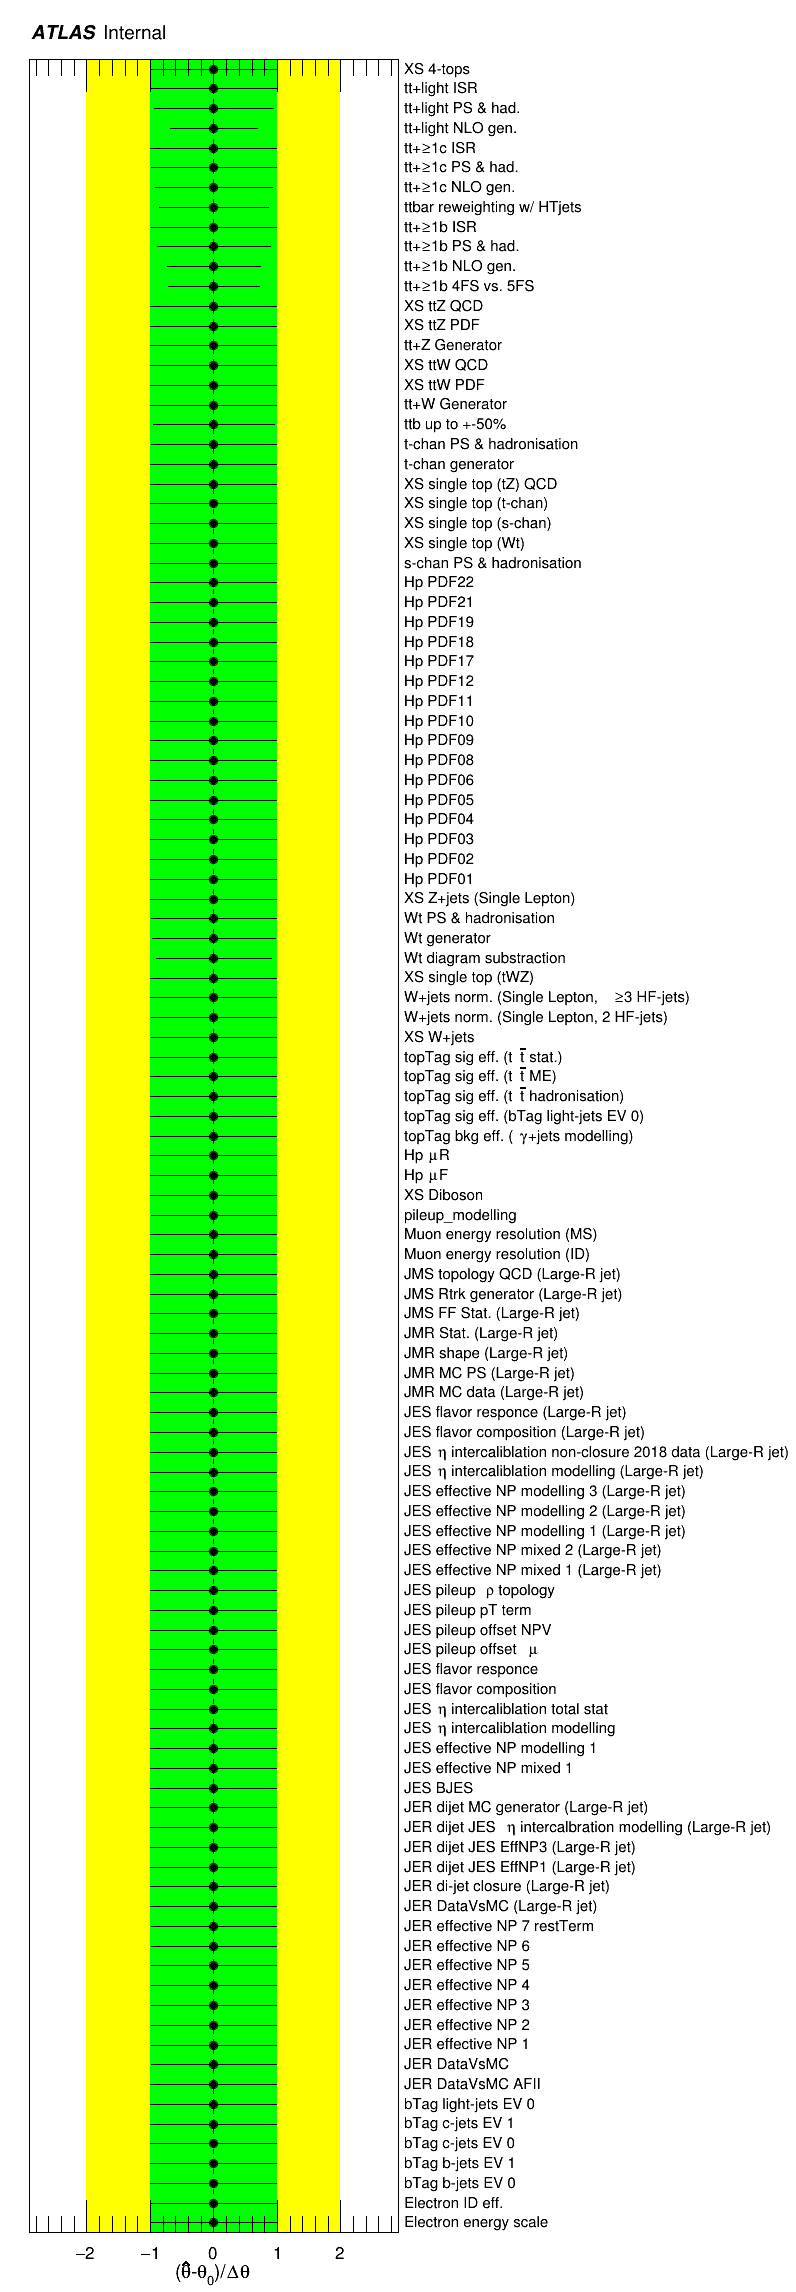 ATLAS Internal
XS 4-tops
tt+light ISR
tt+light PS & had.
tt+light NLO gen.
tt+≥1c ISR
tt+≥1c PS & had.
tt+≥1c NLO gen.
ttbar reweighting w/ HTjets
tt+≥1b ISR
tt+≥1b PS & had.
tt+≥1b NLO gen.
tt+≥1b 4FS vs. 5FS
XS ttZ QCD
XS ttZ PDF
tt+Z Generator
XS ttW QCD
XS ttW PDF
tt+W Generator
ttb up to +-50%
t-chan PS & hadronisation
t-chan generator
XS single top (tZ) QCD
XS single top (t-chan)
XS single top (s-chan)
XS single top (Wt)
s-chan PS & hadronisation
Hp PDF22
Hp PDF21
Hp PDF19
Hp PDF18
Hp PDF17
Hp PDF12
Hp PDF11
Hp PDF10
Hp PDF09
Hp PDF08
Hp PDF06
Hp PDF05
Hp PDF04
Hp PDF03
Hp PDF02
Hp PDF01
XS Z+jets (Single Lepton)
Wt PS & hadronisation
Wt generator
Wt diagram substraction
XS single top (tWZ)
W+jets norm. (Single Lepton, ≥3 HF-jets)
W+jets norm. (Single Lepton, 2 HF-jets)
XS W+jets
topTag sig eff. (t t̄ stat.)
topTag sig eff. (t t̄ ME)
topTag sig eff. (t t̄ hadronisation)
topTag sig eff. (bTag light-jets EV 0)
topTag bkg eff. ( γ+jets modelling)
Hp μR
Hp μF
XS Diboson
pileup_modelling
Muon energy resolution (MS)
Muon energy resolution (ID)
JMS topology QCD (Large-R jet)
JMS Rtrk generator (Large-R jet)
JMS FF Stat. (Large-R jet)
JMR Stat. (Large-R jet)
JMR shape (Large-R jet)
JMR MC PS (Large-R jet)
JMR MC data (Large-R jet)
JES flavor responce (Large-R jet)
JES flavor composition (Large-R jet)
JES η intercaliblation non-closure 2018 data (Large-R jet)
JES η intercaliblation modelling (Large-R jet)
JES effective NP modelling 3 (Large-R jet)
JES effective NP modelling 2 (Large-R jet)
JES effective NP modelling 1 (Large-R jet)
JES effective NP mixed 2 (Large-R jet)
JES effective NP mixed 1 (Large-R jet)
JES pileup ρ topology
JES pileup pT term
JES pileup offset NPV
JES pileup offset μ
JES flavor responce
JES flavor composition
JES η intercaliblation total stat
JES η intercaliblation modelling
JES effective NP modelling 1
JES effective NP mixed 1
JES BJES
JER dijet MC generator (Large-R jet)
JER dijet JES η intercalbration modelling (Large-R jet)
JER dijet JES EffNP3 (Large-R jet)
JER dijet JES EffNP1 (Large-R jet)
JER di-jet closure (Large-R jet)
JER DataVsMC (Large-R jet)
JER effective NP 7 restTerm
JER effective NP 6
JER effective NP 5
JER effective NP 4
JER effective NP 3
JER effective NP 2
JER effective NP 1
JER DataVsMC
JER DataVsMC AFII
bTag light-jets EV 0
bTag c-jets EV 1
bTag c-jets EV 0
bTag b-jets EV 1
bTag b-jets EV 0
Electron ID eff.
Electron energy scale
−2 −1 0 1 2
(θ̂-θ₀)/Δθ